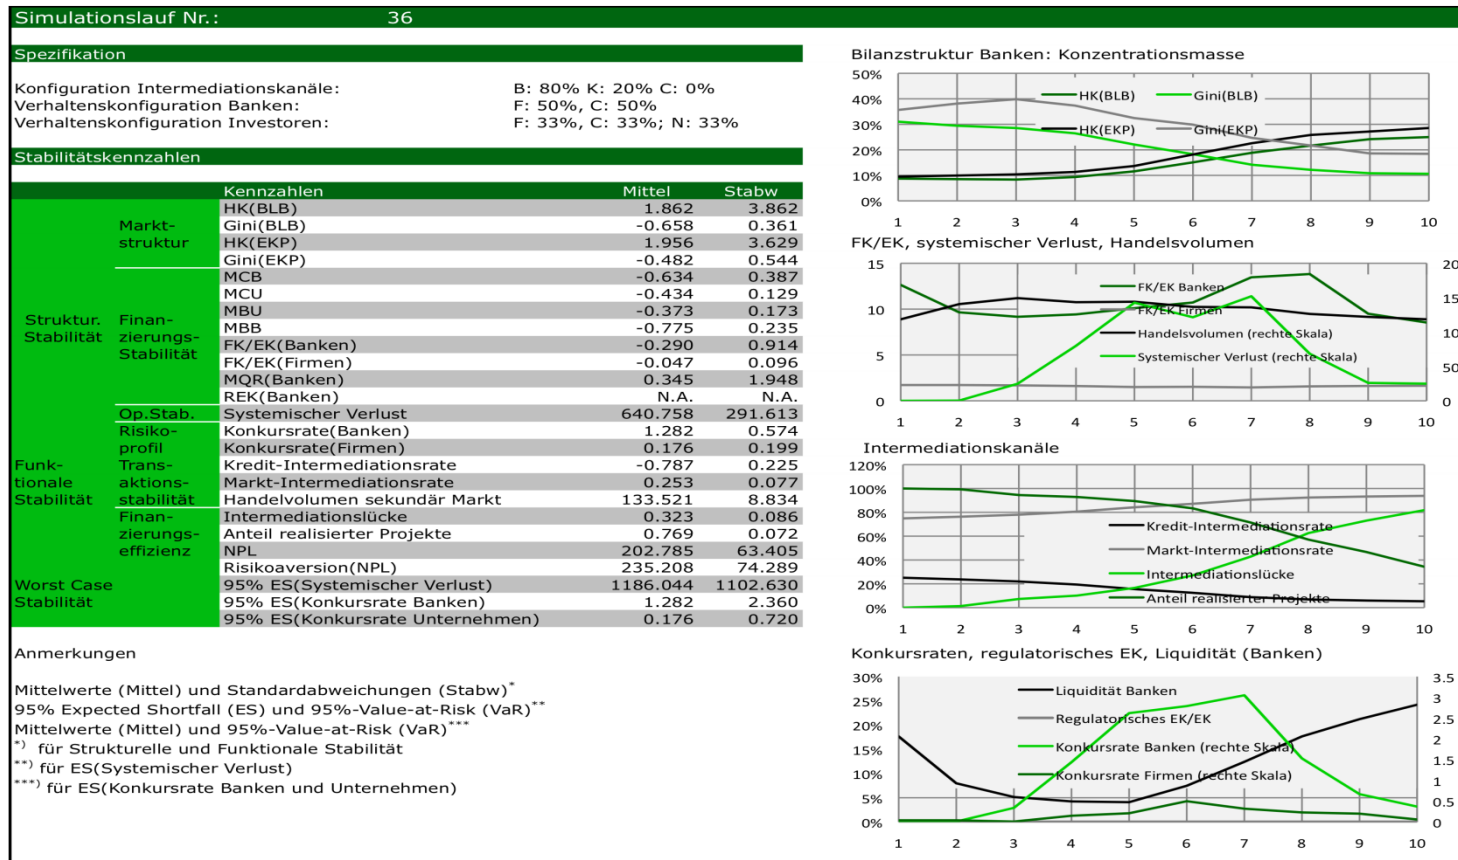 Simulationslauf Nr.: 36
Spezifikation
Konfiguration Intermediationskanäle: B: 80% K: 20% C: 0%
Verhaltenskonfiguration Banken: F: 50%, C: 50%
Verhaltenskonfiguration Investoren: F: 33%, C: 33%; N: 33%
Stabilitätskennzahlen
Kennzahlen Mittel Stabw
Struktur. Stabilität
Markt-struktur
HK(BLB) 1.862 3.862
Gini(BLB) -0.658 0.361
HK(EKP) 1.956 3.629
Gini(EKP) -0.482 0.544
Finan-zierungs-Stabilität
MCB -0.634 0.387
MCU -0.434 0.129
MBU -0.373 0.173
MBB -0.775 0.235
FK/EK(Banken) -0.290 0.914
FK/EK(Firmen) -0.047 0.096
MQR(Banken) 0.345 1.948
REK(Banken) N.A. N.A.
Op.Stab. Systemischer Verlust 640.758 291.613
Risiko- Konkursrate(Banken) 1.282 0.574
profil Konkursrate(Firmen) 0.176 0.199
Funk- Trans- Kredit-Intermediationsrate -0.787 0.225
tionale aktions- Markt-Intermediationsrate 0.253 0.077
Stabilität stabilität Handelvolumen sekundär Markt 133.521 8.834
Finan- Intermediationslücke 0.323 0.086
zierungs- Anteil realisierter Projekte 0.769 0.072
effizienz NPL 202.785 63.405
Risikoaversion(NPL) 235.208 74.289
Worst Case 95% ES(Systemischer Verlust) 1186.044 1102.630
Stabilität 95% ES(Konkursrate Banken) 1.282 2.360
95% ES(Konkursrate Unternehmen) 0.176 0.720
Anmerkungen
Mittelwerte (Mittel) und Standardabweichungen (Stabw)*
95% Expected Shortfall (ES) und 95%-Value-at-Risk (VaR)**
Mittelwerte (Mittel) und 95%-Value-at-Risk (VaR)***
*) für Strukturelle und Funktionale Stabilität
**) für ES(Systemischer Verlust)
***) für ES(Konkursrate Banken und Unternehmen)
Bilanzstruktur Banken: Konzentrationsmasse
50%
40%
30%
20%
10%
0%
HK(BLB) Gini(BLB)
HK(EKP) Gini(EKP)
1 2 3 4 5 6 7 8 9 10
FK/EK, systemischer Verlust, Handelsvolumen
15
10
5
0
FK/EK Banken
FK/EK Firmen
Handelsvolumen (rechte Skala)
Systemischer Verlust (rechte Skala)
50
0
1 2 3 4 5 6 7 8 9 10
Intermediationskanäle
120%
100%
80%
60%
40%
20%
0%
Kredit-Intermediationsrate
Markt-Intermediationsrate
Intermediationslücke
Anteil realisierter Projekte
1 2 3 4 5 6 7 8 9 10
Konkursraten, regulatorisches EK, Liquidität (Banken)
30%
25%
20%
15%
10%
5%
0%
Liquidität Banken
Regulatorisches EK/EK
Konkursrate Banken (rechte Skala)
Konkursrate Firmen (rechte Skala)
3.5
3
2.5
2
1.5
1
0.5
0
1 2 3 4 5 6 7 8 9 10